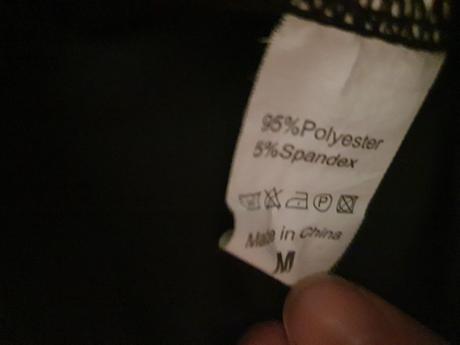 95%Polyester
5%Spandex
P
Made in China
M